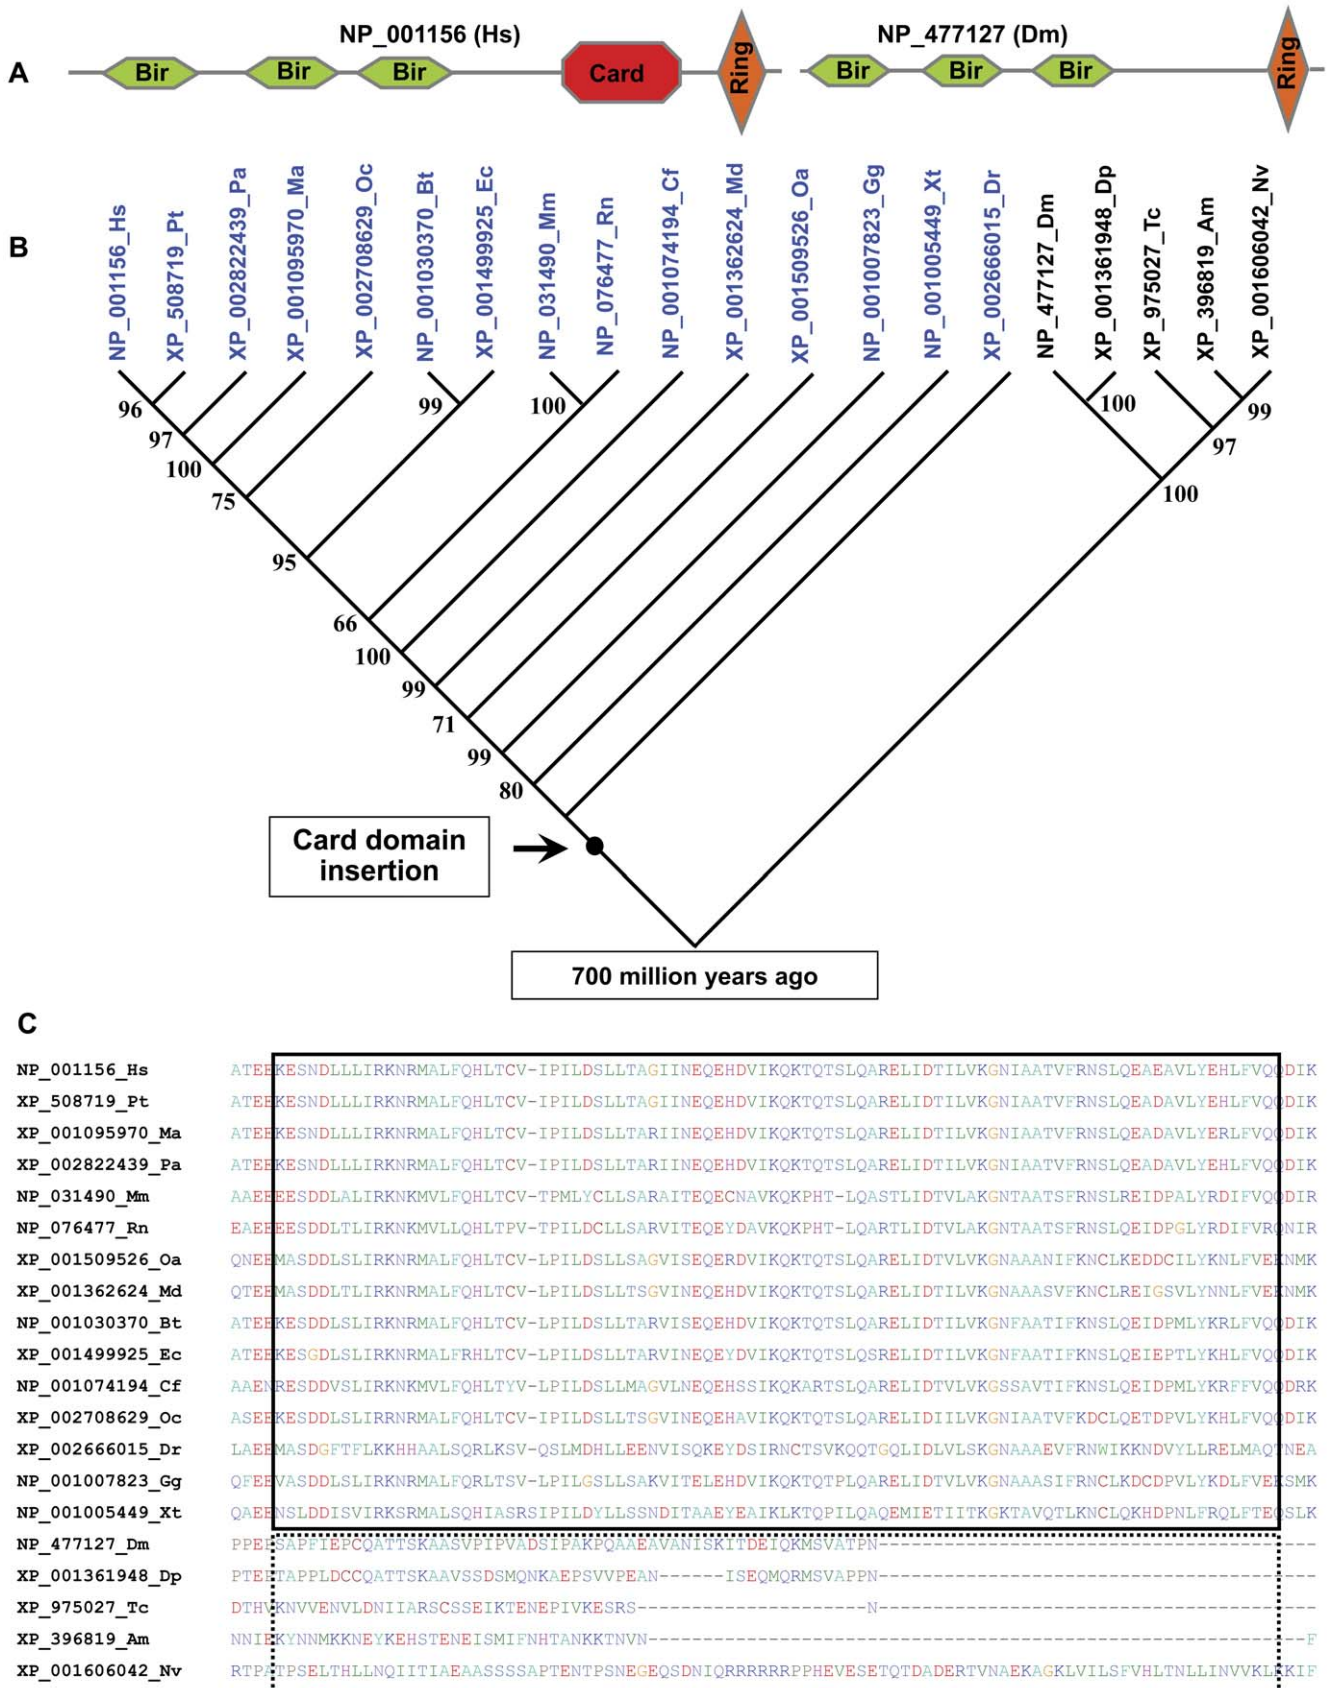 NP_001156 (Hs) NP_477127 (Dm)
A Bir Bir Bir Card Ring Bir Bir Bir Ring
B
NP_001156_Hs
XP_508719_Pt
XP_002822439_Pa
XP_001095970_Ma
XP_002708629_Oc
NP_001030370_Bt
XP_001499925_Ec
NP_031490_Mm
NP_076477_Rn
NP_001074194_Cf
XP_001362624_Md
XP_001509526_Oa
NP_001007823_Gg
NP_001005449_Xt
XP_002666015_Dr
NP_477127_Dm
XP_001361948_Dp
XP_975027_Tc
XP_396819_Am
XP_001606042_Nv
96 99 100 100 99
97 97
100
75 100
95
66
100
99
71
99
80
Card domain
insertion
700 million years ago
C
NP_001156_Hs ATEEKESNDLLLIRKNRMALFQHLTCV-IPILDSLLTAGIINEQEHDVIKQKTQTSLQARELIDTILVKGNIAATVFRNSLQEAEAVLYEHLFVQQDIK
XP_508719_Pt ATEEKESNDLLLIRKNRMALFQHLTCV-IPILDSLLTAGIINEQEHDVIKQKTQTSLQARELIDTILVKGNIAATVFRNSLQEADAVLYEHLFVQQDIK
XP_001095970_Ma ATEEKESNDLLLIRKNRMALFQHLTCV-IPILDSLLTARIINEQEHDVIKQKTQTSLQARELIDTILVKGNIAATVFRNSLQEADAVLYERLFVQQDIK
XP_002822439_Pa ATEEKESNDLLLIRKNRMALFQHLTCV-IPILDSLLTARIINEQEHDVIKQKTQTSLQARELIDTILVKGNIAATVFRNSLQEADAVLYEHLFVQQDIK
NP_031490_Mm AAEEEESDDLALIRKNKMVLFQHLTCV-TPMLYCLLSARAITEQECNAVKQKPHT-LQASTLIDTVLAKGNTAATSFRNSLREIDPALYRDIFVQQDIR
NP_076477_Rn EAEEEESDDLTLIRKNKMVLLQHLTPV-TPILDCLLSARVITEQEYDAVKQKPHT-LQARTLIDTVLAKGNTAATSFRNSLQEIDPGLYRDIFVRQNIR
XP_001509526_Oa QNEEMASDDLSLIRKNRMALFQHLTCV-LPILDSLLSAGVISEQERDVIKQKTQTSLQARELIDTVLVKGNAAANIFKNCLKEDDCILYKNLFVEKNMK
XP_001362624_Md QTEEMASDDLTLIRKNRMALFQHLTCV-LPILDSLLTSGVINEQEHDVIKQKTQTSLQARELIDTVLVKGNAAASVFKNCLREIGSVLYNNLFVEKNMK
NP_001030370_Bt ATEEKESDDLSLIRKNRMALFQHLTCV-LPILDSLLTARVISEQEHDVIKQKTQTSLQARELIDTILVKGNFAATIFKNSLQEIDPMLYKRLFVQQDIK
XP_001499925_Ec ATEEKESGDLSLIRKNRMALFRHLTCV-LPILDSLLTARVINEQEYDVIKQKTQTSLQSRELIDTILVKGNFAATIFKNSLQEIEPTLYKHLFVQQDIK
NP_001074194_Cf AAENRESDDVSLIRKNKMVLFQHLTYV-LPILDSLLMAGVLNEQEHSSIKQKARTSLQARELIDTVLVKGSSAVTIFKNSLQEIDPMLYKRFFVQQDRK
XP_002708629_Oc ASEEKESDDLSLIRRNRMALFQHLTCV-IPILDSLLTSGVINEQEHAVIKQKTQTSLQARELIDIILVKGNIAATVFKDCLQETDPVLYKHLFVQQDIK
XP_002666015_Dr LAEEMASDGFTFLKKHHAALSQRLKSV-QSLMDHLLEENVISQKEYDSIRNCTSVKQQTGQLIDLVLSKGNAAAEVFRNWIKKNDVYLLRELMAQTNEA
NP_001007823_Gg QFEEVASDDLSLIRKNRMALFQRLTSV-LPILGSLLSAKVITELEHDVIKQKTQTPLQARELIDTVLVKGNAAASIFRNCLKDCDPVLYKDLFVEKSMK
NP_001005449_Xt QAEENSLDDISVIRKSRMALSQHIASRSIPILDYLLSSNDITAAEYEAIKLKTQPILQAQEMIETIITKGKTAVQTLKNCLQKHDPNLFRQLFTEQSLK
NP_477127_Dm PPEPSAPFIEPCQATTSKAASVPIPVADSIPAKPQAAEAVANISKITDEIQKMSVATPN----------------------------------------
XP_001361948_Dp PTEPTAPPLDCCQATTSKAAVSSDSMQNKAEPSVVPEAN------ISEQMQRMSVAPPN----------------------------------------
XP_975027_Tc DTHVKNVVENVLDNIIARSCSSEIKTENEPIVKESRS---------------------N----------------------------------------
XP_396819_Am NNIEKYNNMKKNEYKEHSTENEISMIFNHTANKKTNVN------------------------------------------------------------F
XP_001606042_Nv RTPATPSELTHLLNQIITIAEAASSSSAPTENTPSNEGEQSDNIQRRRRRRPPHEVESETQTDADERTVNAEKAGKLVILSFVHLTNLLINVVKLKKIF